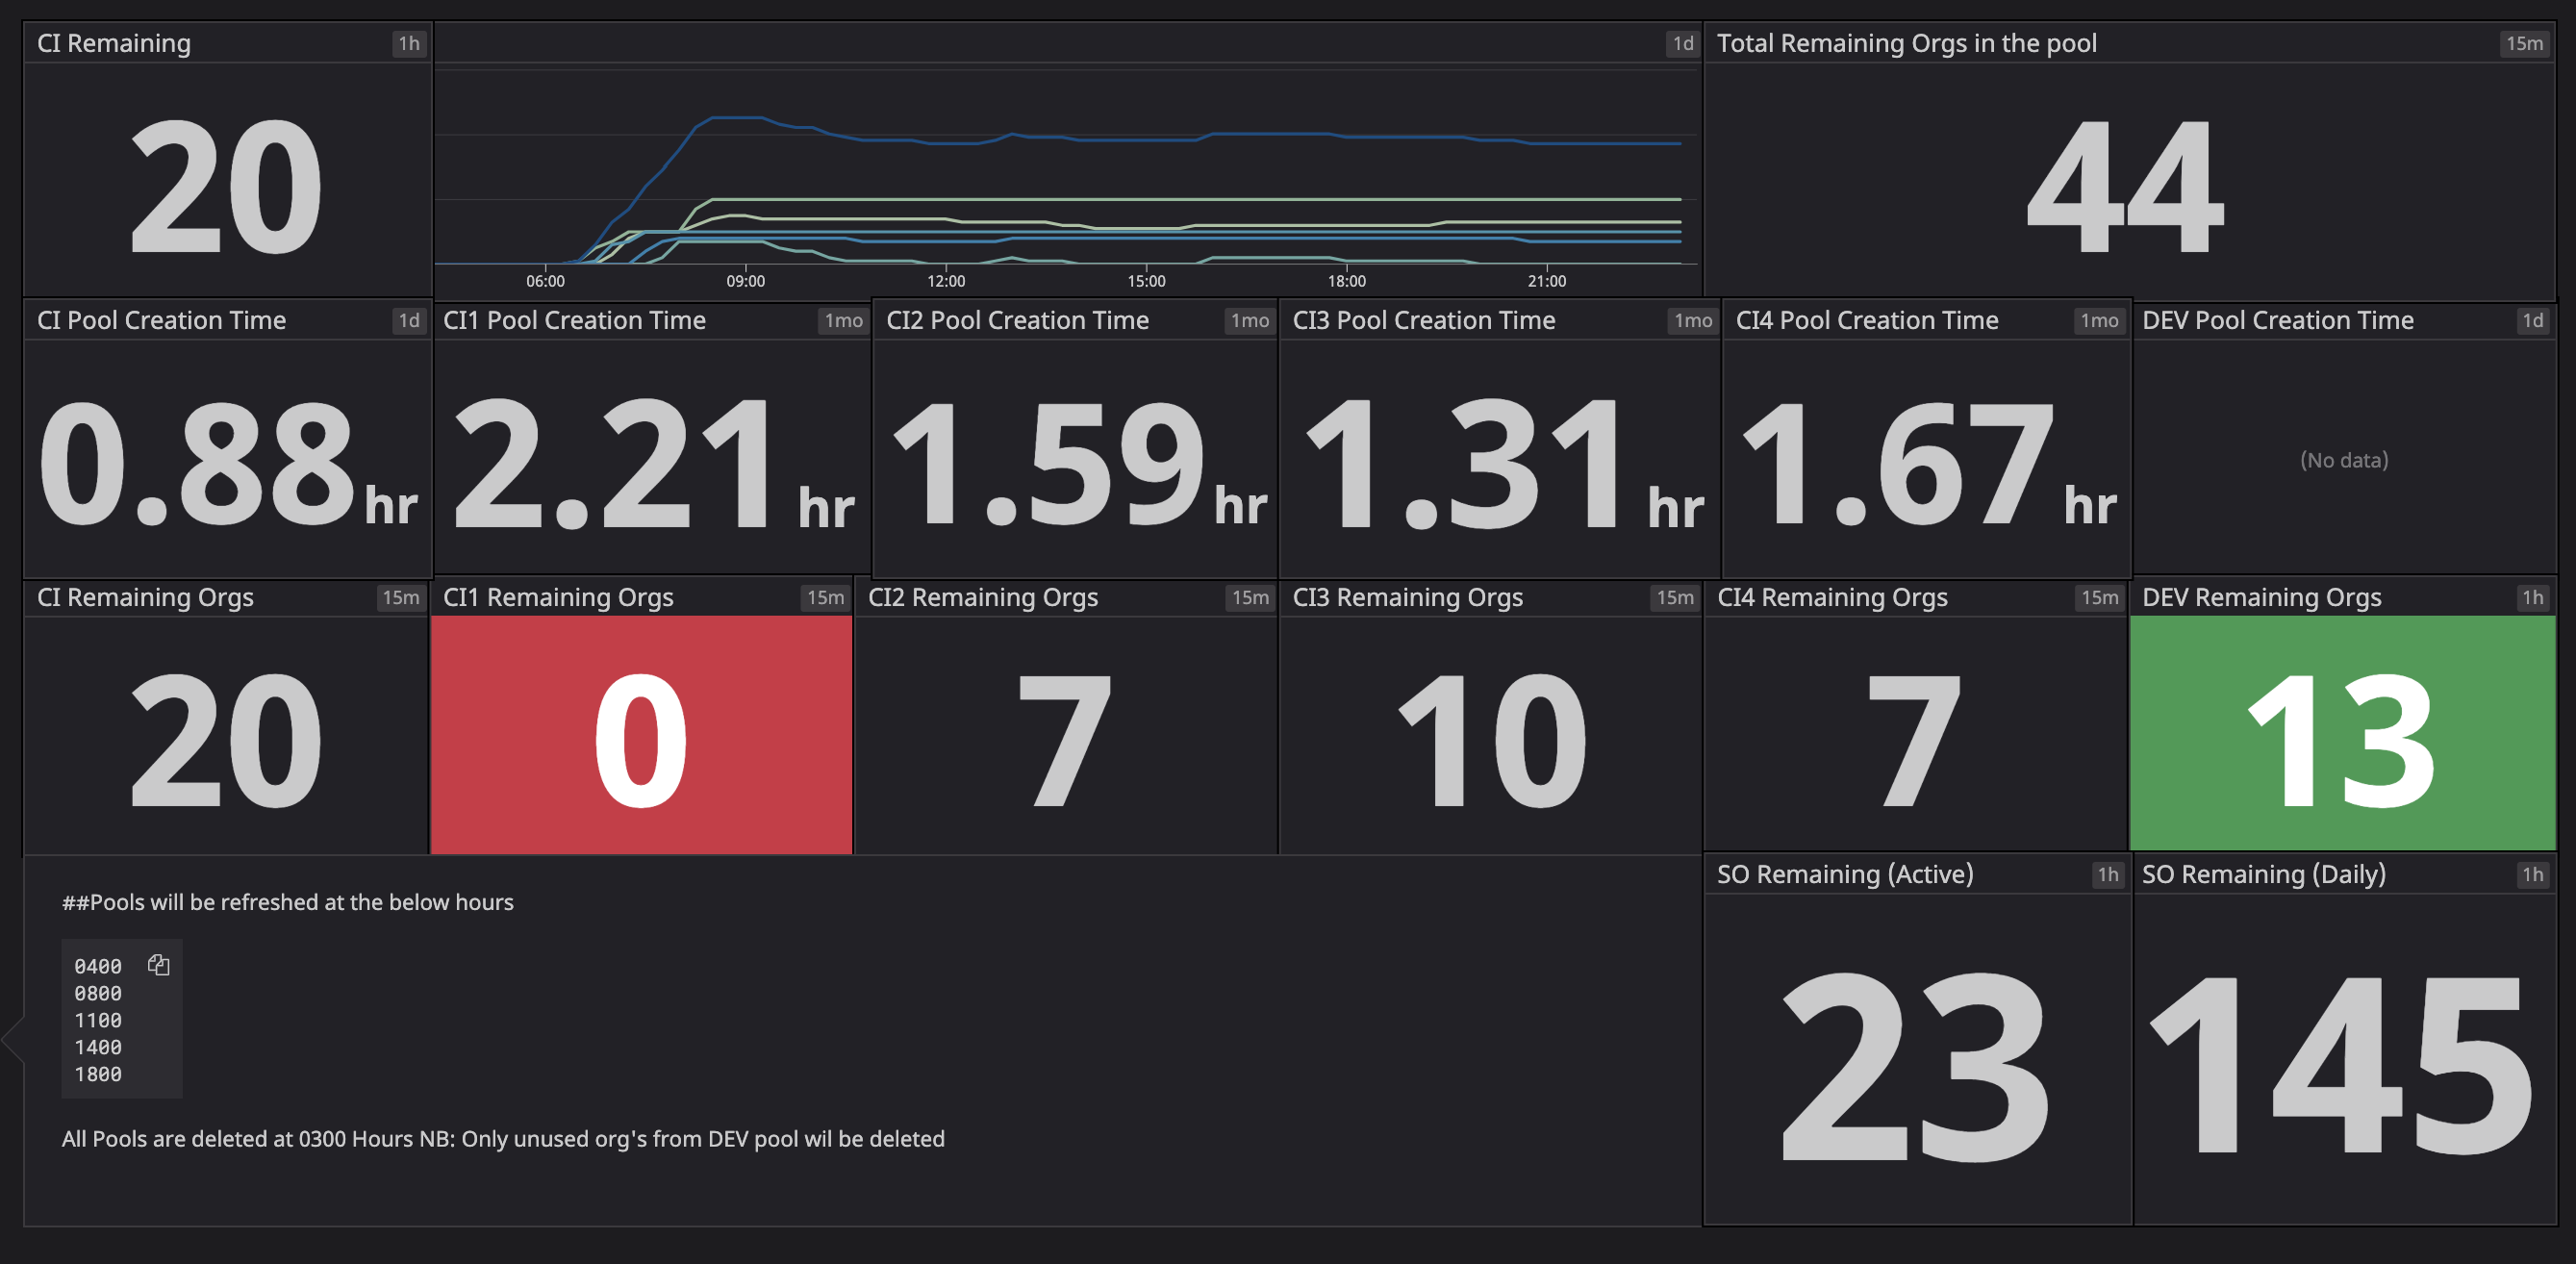 CI Remaining 1h
1d
Total Remaining Orgs in the pool 15m
20
06:00 09:00 12:00 15:00 18:00 21:00
44
CI Pool Creation Time 1d
CI1 Pool Creation Time 1mo
CI2 Pool Creation Time 1mo
CI3 Pool Creation Time 1mo
CI4 Pool Creation Time 1mo
DEV Pool Creation Time 1d
0.88 hr
2.21 hr
1.59 hr
1.31 hr
1.67 hr
(No data)
CI Remaining Orgs 15m
CI1 Remaining Orgs 15m
CI2 Remaining Orgs 15m
CI3 Remaining Orgs 15m
CI4 Remaining Orgs 15m
DEV Remaining Orgs 1h
20
0
7
10
7
13
##Pools will be refreshed at the below hours
0400
0800
1100
1400
1800
All Pools are deleted at 0300 Hours NB: Only unused org's from DEV pool wil be deleted
SO Remaining (Active) 1h
SO Remaining (Daily) 1h
23
145